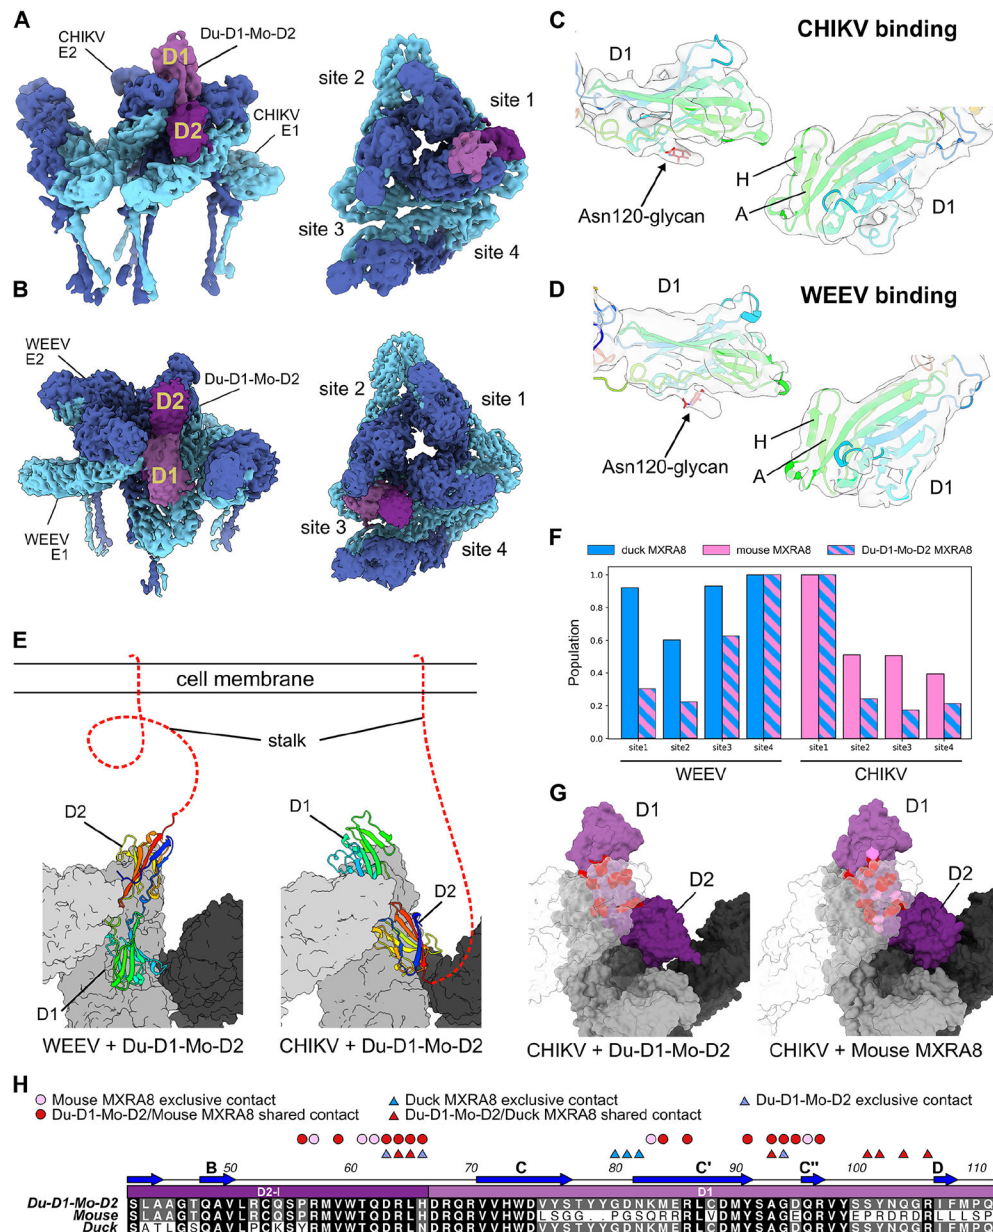 A
CHIKV
E2
Du-D1-Mo-D2
D1
D2
CHIKV
E1
site 2
site 1
site 3
site 4
B
WEEV
E2
Du-D1-Mo-D2
D2
D1
WEEV
E1
site 2
site 1
site 3
site 4
C
CHIKV binding
D1
Asn120-glycan
H
A
D1
D
WEEV binding
D1
Asn120-glycan
H
A
D1
E
cell membrane
stalk
D2
D1
D1
D2
WEEV + Du-D1-Mo-D2
CHIKV + Du-D1-Mo-D2
F
duck MXRA8
mouse MXRA8
Du-D1-Mo-D2 MXRA8
Population
1.0
0.8
0.6
0.4
0.2
0.0
site1 site2 site3 site4 site1 site2 site3 site4
WEEV CHIKV
G
D1
D2
D1
D2
CHIKV + Du-D1-Mo-D2
CHIKV + Mouse MXRA8
H
Mouse MXRA8 exclusive contact
Duck MXRA8 exclusive contact
Du-D1-Mo-D2 exclusive contact
Du-D1-Mo-D2/Mouse MXRA8 shared contact
Du-D1-Mo-D2/Duck MXRA8 shared contact
B 50 60 70 C 80 C' 90 C'' 100 D 110
D2-I D1
Du-D1-Mo-D2 SLAAGTQAVLRCQSPRMVWTQDRLHDRQRVVHWDVYSTYYGDNKMERLCDMYSAGDQRVYSSYNQGRIFMPQ
Mouse
Duck